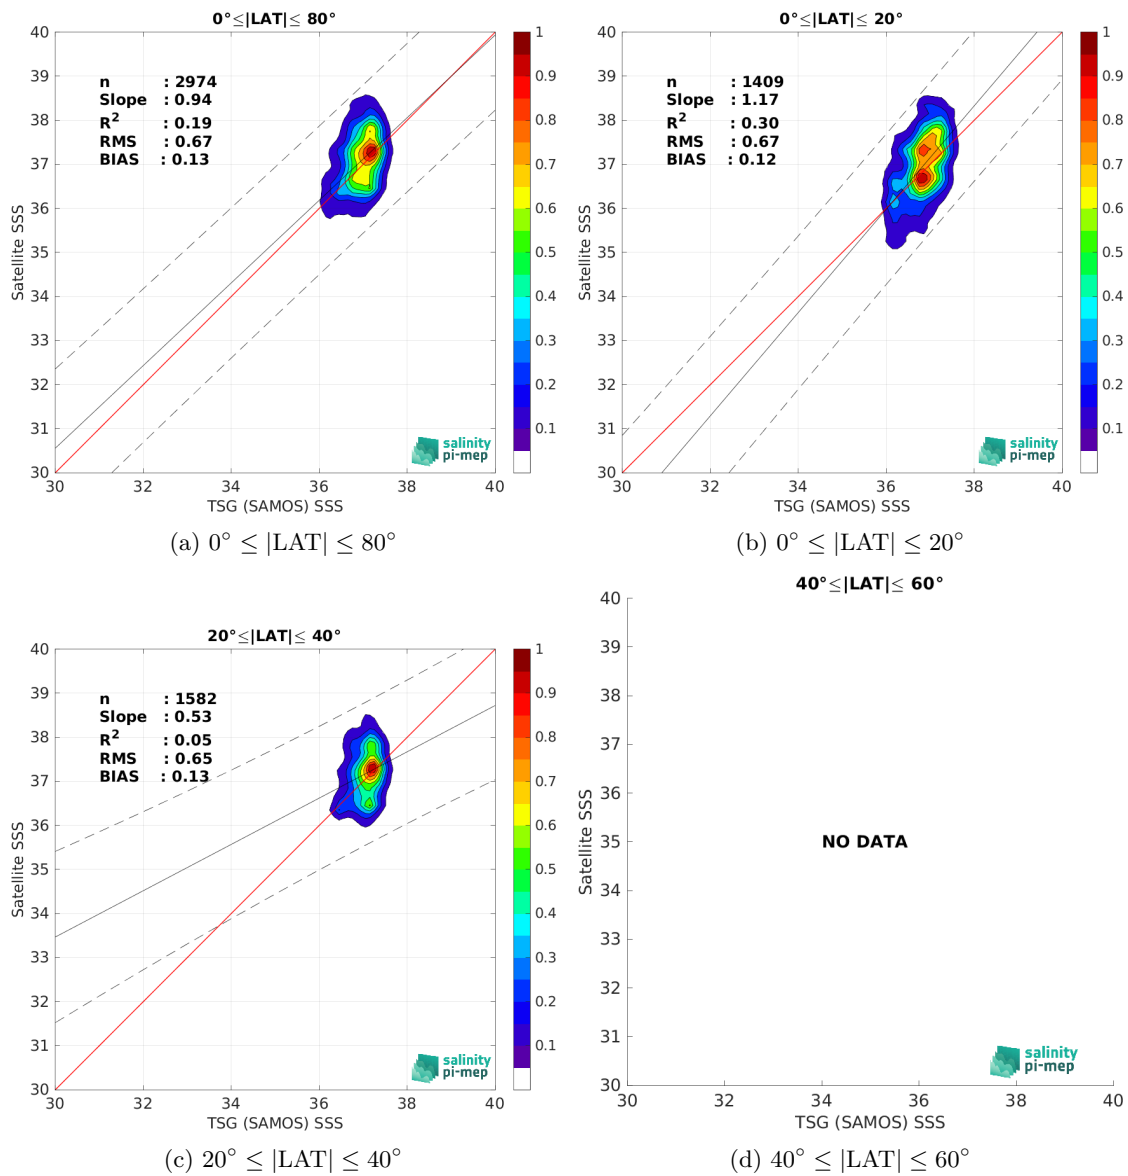 0°≤|LAT|≤ 80°
40
39
38
37
36
35
34
33
32
31
30
Satellite SSS
n : 2974
Slope : 0.94
R² : 0.19
RMS : 0.67
BIAS : 0.13
salinity
pi-mep
30 32 34 36 38 40
TSG (SAMOS) SSS
1
0.9
0.8
0.7
0.6
0.5
0.4
0.3
0.2
0.1
(a) 0° ≤ |LAT| ≤ 80°
0°≤|LAT|≤ 20°
40
39
38
37
36
35
34
33
32
31
30
Satellite SSS
n : 1409
Slope : 1.17
R² : 0.30
RMS : 0.67
BIAS : 0.12
salinity
pi-mep
30 32 34 36 38 40
TSG (SAMOS) SSS
1
0.9
0.8
0.7
0.6
0.5
0.4
0.3
0.2
0.1
(b) 0° ≤ |LAT| ≤ 20°
20°≤|LAT|≤ 40°
40
39
38
37
36
35
34
33
32
31
30
Satellite SSS
n : 1582
Slope : 0.53
R² : 0.05
RMS : 0.65
BIAS : 0.13
salinity
pi-mep
30 32 34 36 38 40
TSG (SAMOS) SSS
1
0.9
0.8
0.7
0.6
0.5
0.4
0.3
0.2
0.1
(c) 20° ≤ |LAT| ≤ 40°
40°≤|LAT|≤ 60°
40
39
38
37
36
35
34
33
32
31
30
Satellite SSS
NO DATA
salinity
pi-mep
30 32 34 36 38 40
TSG (SAMOS) SSS
(d) 40° ≤ |LAT| ≤ 60°